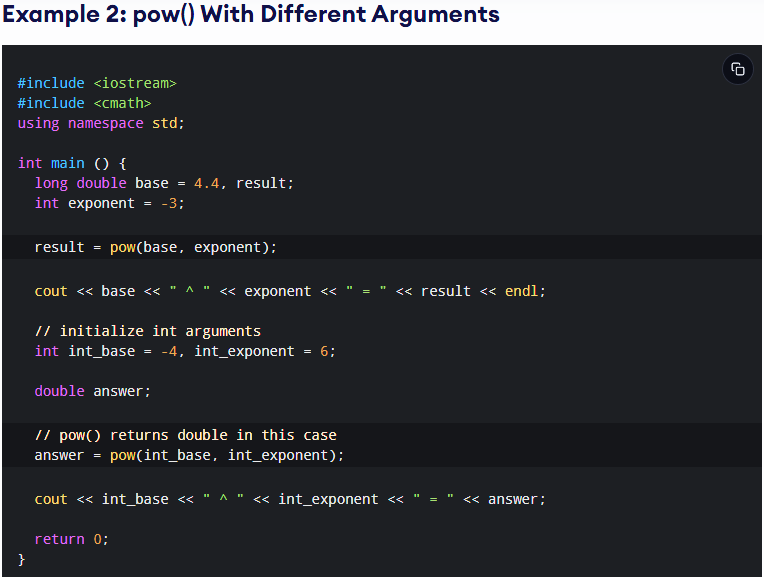 Example 2: pow() With Different Arguments
#include <iostream>
#include <cmath>
using namespace std;
int main () {
long double base = 4.4, result;
int exponent = -3;
result = pow(base, exponent);
cout << base << " ^ " << exponent << " = " << result << endl;
// initialize int arguments
int int_base = -4, int_exponent = 6;
double answer;
// pow() returns double in this case
answer = pow(int_base, int_exponent);
cout << int_base << " ^ " << int_exponent << " = " << answer;
return 0;
}